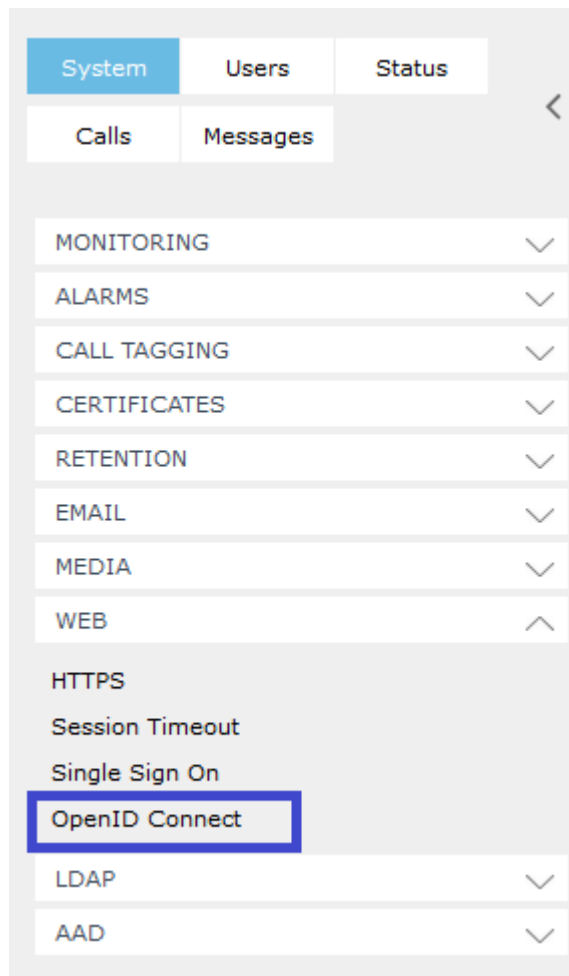 System Users Status
Calls Messages
MONITORING
ALARMS
CALL TAGGING
CERTIFICATES
RETENTION
EMAIL
MEDIA
WEB
HTTPS
Session Timeout
Single Sign On
OpenID Connect
LDAP
AAD